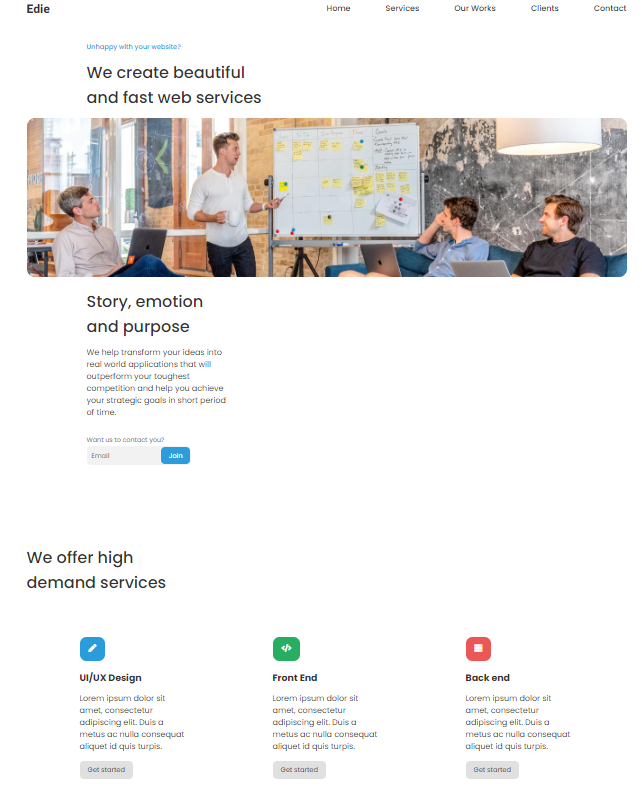 Edie
Home Services Our Works Clients Contact
Unhappy with your website?
We create beautiful
and fast web services
Story, emotion
and purpose
We help transform your ideas into
real world applications that will
outperform your toughest
competition and help you achieve
your strategic goals in short period
of time.
Want us to contact you?
Email
Join
We offer high
demand services
UI/UX Design
Lorem ipsum dolor sit
amet, consectetur
adipiscing elit. Duis a
metus ac nulla consequat
aliquet id quis turpis.
Get started
Front End
Lorem ipsum dolor sit
amet, consectetur
adipiscing elit. Duis a
metus ac nulla consequat
aliquet id quis turpis.
Get started
Back end
Lorem ipsum dolor sit
amet, consectetur
adipiscing elit. Duis a
metus ac nulla consequat
aliquet id quis turpis.
Get started